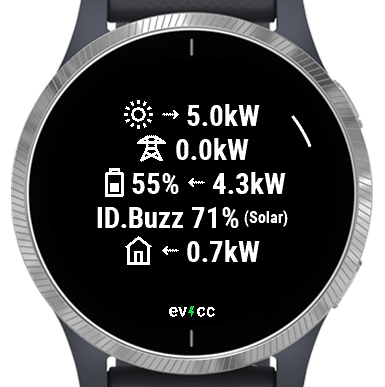 → 5.0kW
0.0kW
55% ← 4.3kW
ID.Buzz 71% (Solar)
← 0.7kW
evcc